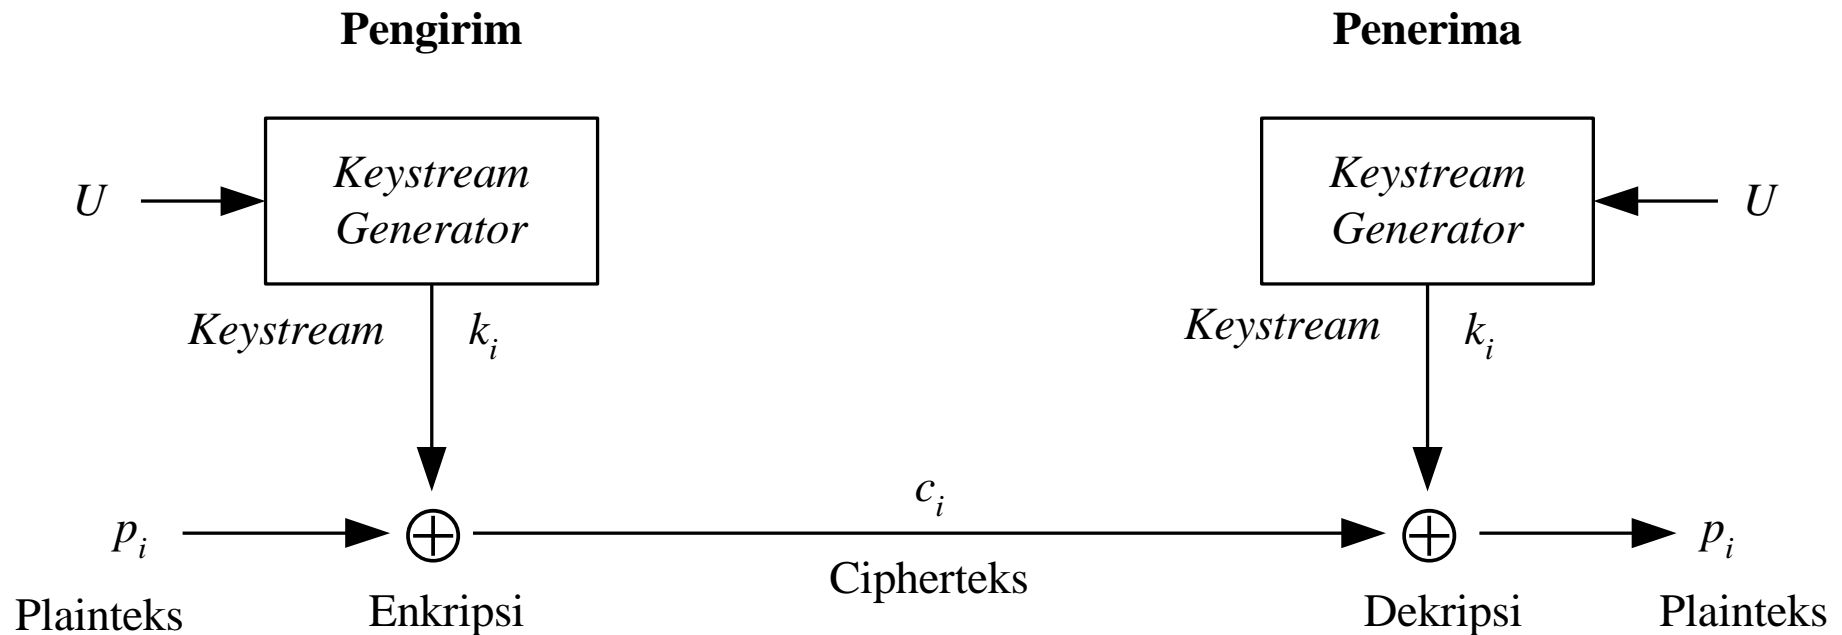 Pengirim
Penerima
Keystream
Generator
U
Keystream
Generator
U
Keystream
k_i
Keystream
k_i
p_i
c_i
p_i
Plainteks
Enkripsi
Cipherteks
Dekripsi
Plainteks